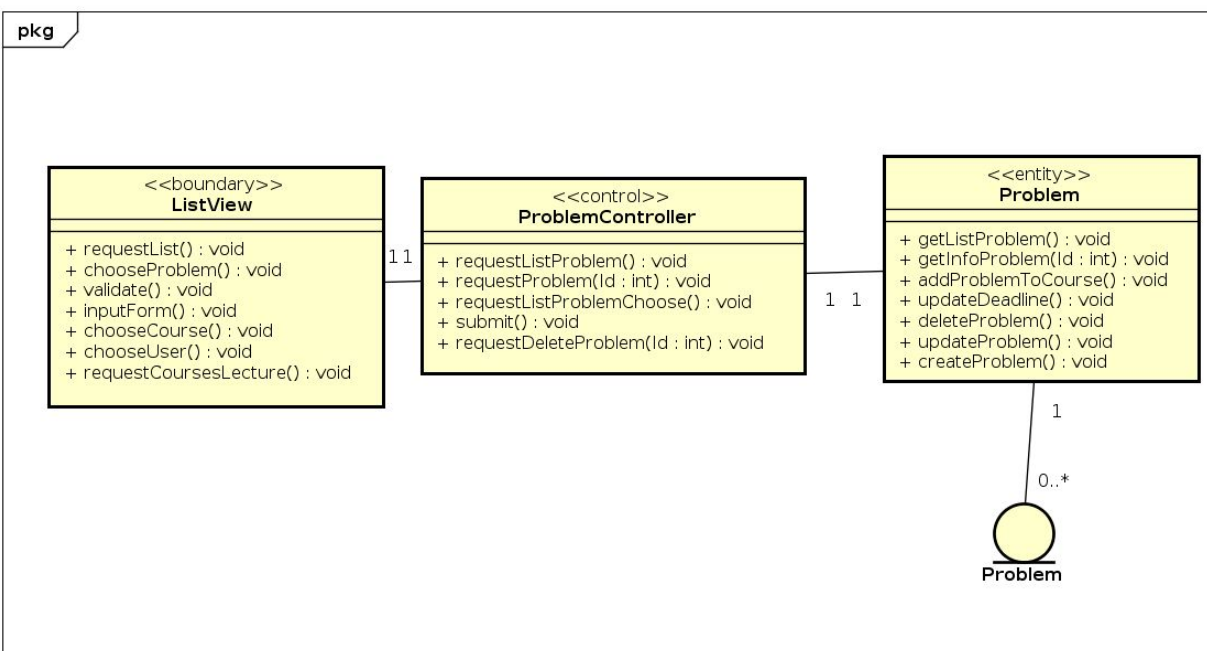 pkg
<<boundary>>
ListView
+ requestList() : void
+ chooseProblem() : void
+ validate() : void
+ inputForm() : void
+ chooseCourse() : void
+ chooseUser() : void
+ requestCoursesLecture() : void
1 1
<<control>>
ProblemController
+ requestListProblem() : void
+ requestProblem(Id : int) : void
+ requestListProblemChoose() : void
+ submit() : void
+ requestDeleteProblem(Id : int) : void
1 1
<<entity>>
Problem
+ getListProblem() : void
+ getInfoProblem(Id : int) : void
+ addProblemToCourse() : void
+ updateDeadline() : void
+ deleteProblem() : void
+ updateProblem() : void
+ createProblem() : void
1
0..*
Problem